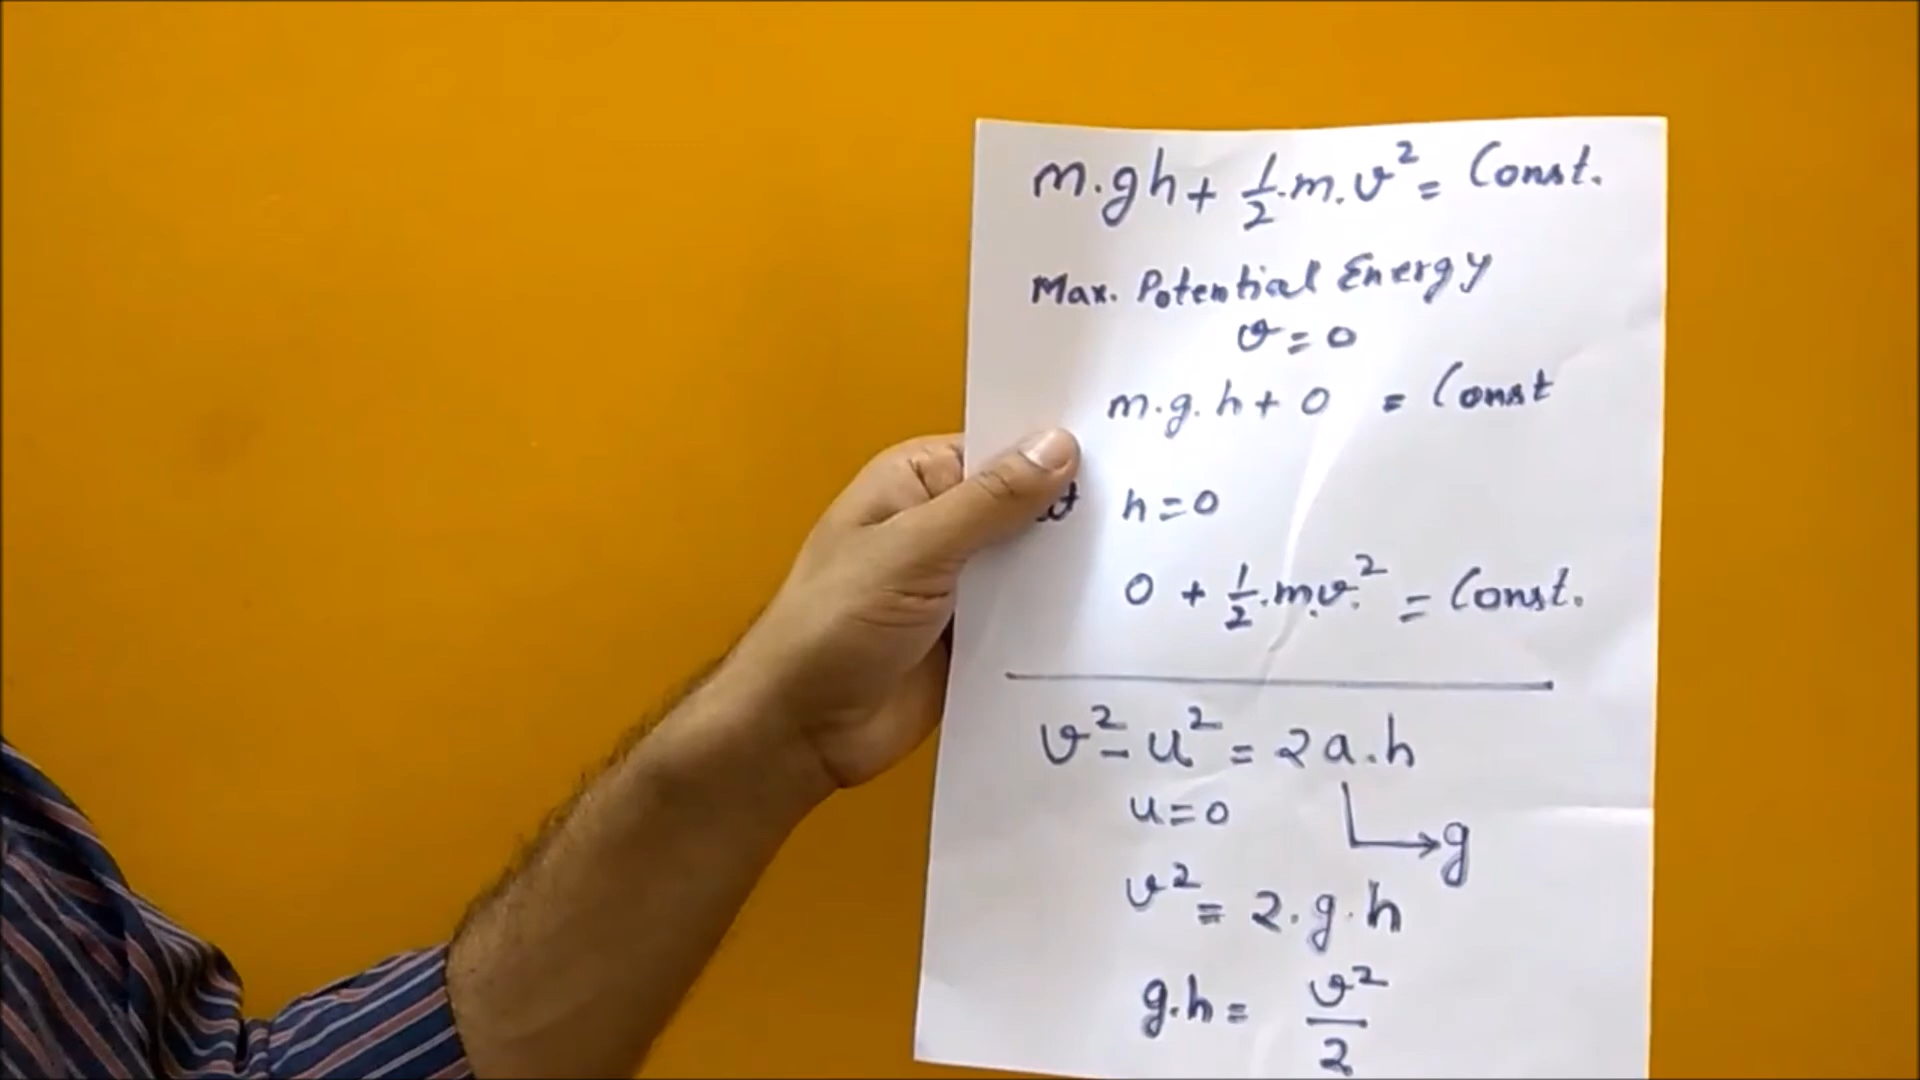 m.gh + 1/2.m.v² = Const.
Max. Potential Energy
v = 0
m.g.h + 0 = Const
h = 0
0 + 1/2.m.v.² = Const.
v² - u² = 2a.h
u = 0
→ g
v² = 2.g.h
g.h = v²/2